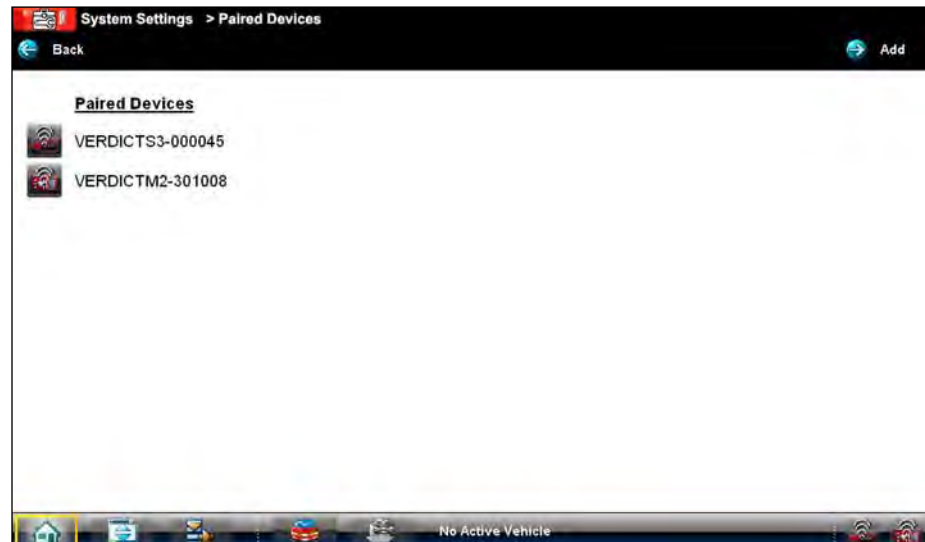 System Settings > Paired Devices
Back
Add
Paired Devices
VERDICTS3-000045
VERDICTM2-301008
No Active Vehicle